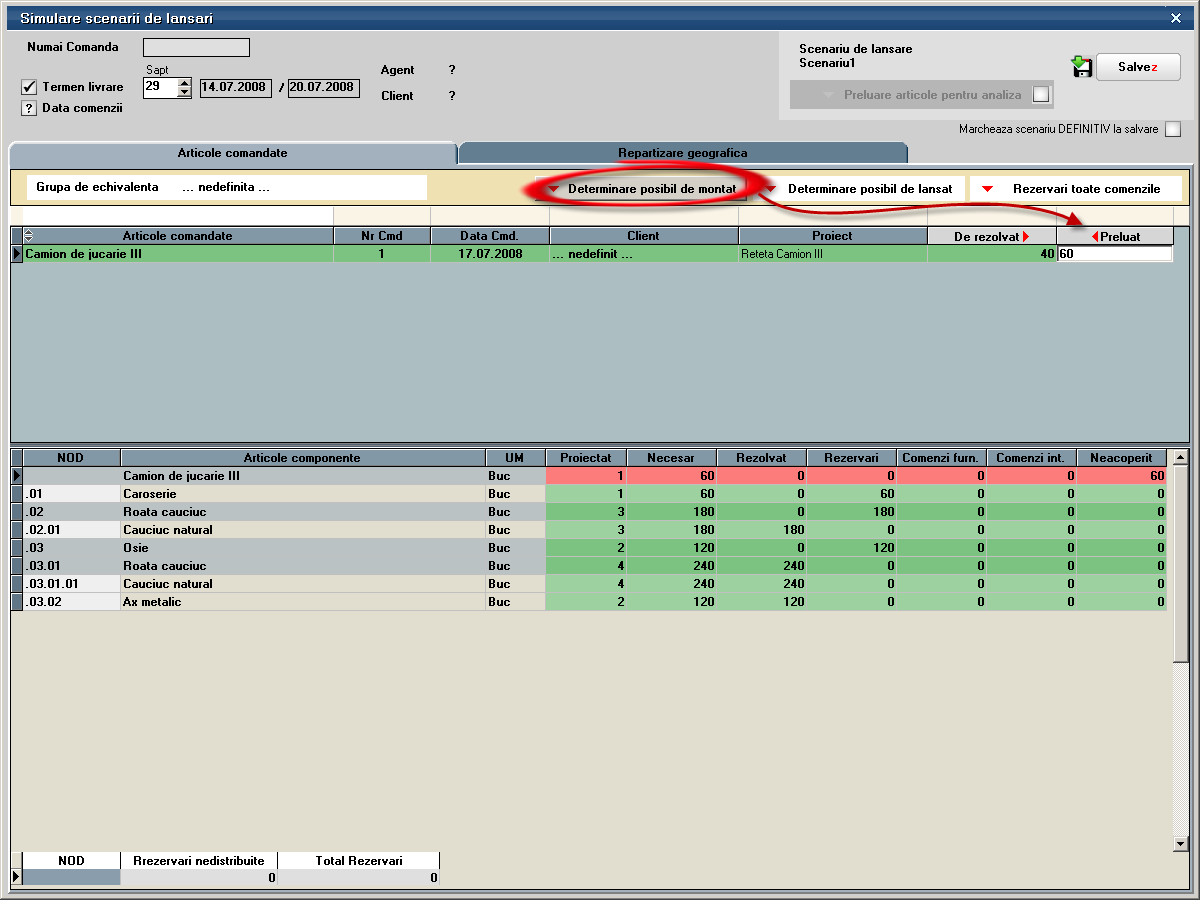 Simulare scenarii de lansari
Numai Comanda
Sapt
Termen livrare 29 14.07.2008 / 20.07.2008
? Data comenzii
Agent ?
Client ?
Scenariu de lansare
Scenariu1
Salvez
Preluare articole pentru analiza
Marcheaza scenariu DEFINITIV la salvare
Articole comandate Repartizare geografica
Grupa de echivalenta ... nedefinita ... Determinare posibil de montat Determinare posibil de lansat Rezervari toate comenzile
Articole comandate Nr Cmd Data Cmd. Client Proiect De rezolvat Preluat
Camion de jucarie III 1 17.07.2008 ... nedefinit ... Reteta Camion III 40 60
NOD Articole componente UM Proiectat Necesar Rezolvat Rezervari Comenzi furn. Comenzi int. Neacoperit
Camion de jucarie III Buc 1 60 0 0 0 0 60
.01 Caroserie Buc 1 60 0 60 0 0 0
.02 Roata cauciuc Buc 3 180 0 180 0 0 0
.02.01 Cauciuc natural Buc 3 180 180 0 0 0 0
.03 Osie Buc 2 120 0 120 0 0 0
.03.01 Roata cauciuc Buc 4 240 240 0 0 0 0
.03.01.01 Cauciuc natural Buc 4 240 240 0 0 0 0
.03.02 Ax metalic Buc 2 120 120 0 0 0 0
NOD Rrezervari nedistribuite Total Rezervari
0 0